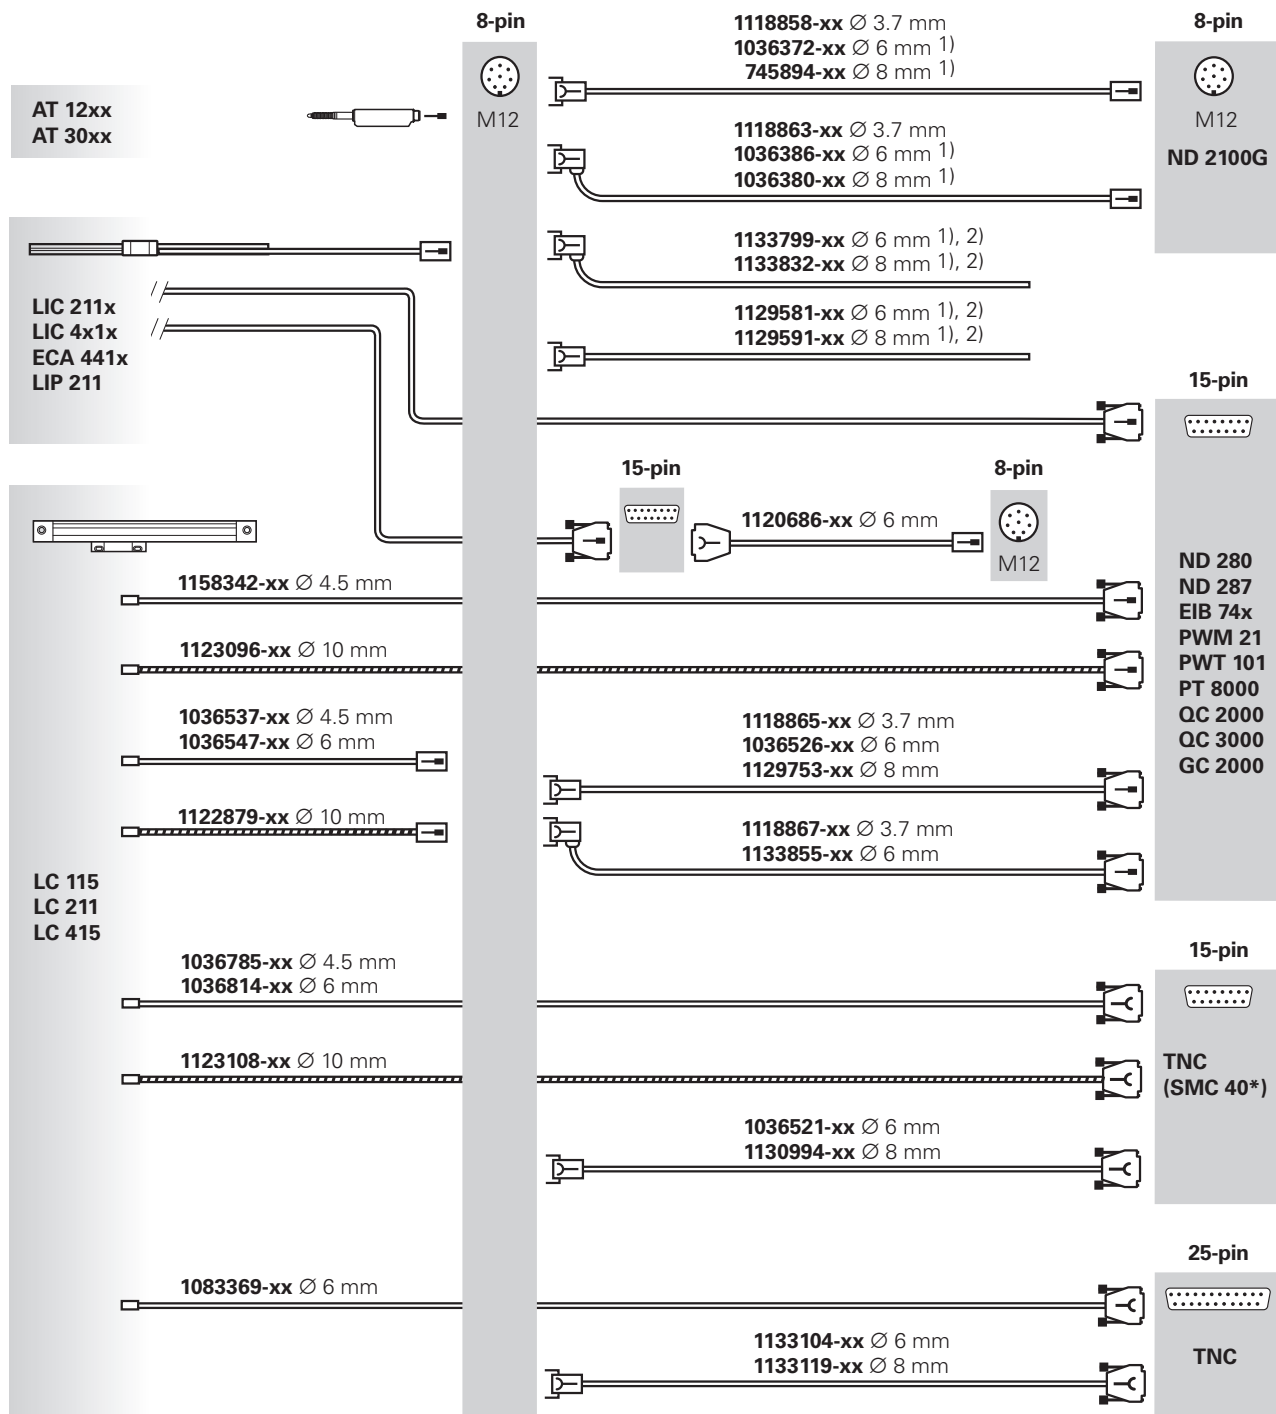 8-pin
M12
AT 12xx
AT 30xx
1118858-xx Ø 3.7 mm
1036372-xx Ø 6 mm 1)
745894-xx Ø 8 mm 1)
1118863-xx Ø 3.7 mm
1036386-xx Ø 6 mm 1)
1036380-xx Ø 8 mm 1)
8-pin
M12
ND 2100G
LIC 211x
LIC 4x1x
ECA 441x
LIP 211
1133799-xx Ø 6 mm 1), 2)
1133832-xx Ø 8 mm 1), 2)
1129581-xx Ø 6 mm 1), 2)
1129591-xx Ø 8 mm 1), 2)
15-pin
15-pin
1120686-xx Ø 6 mm
8-pin
M12
ND 280
ND 287
EIB 74x
PWM 21
PWT 101
PT 8000
QC 2000
QC 3000
GC 2000
1158342-xx Ø 4.5 mm
1123096-xx Ø 10 mm
1036537-xx Ø 4.5 mm
1036547-xx Ø 6 mm
1118865-xx Ø 3.7 mm
1036526-xx Ø 6 mm
1129753-xx Ø 8 mm
1122879-xx Ø 10 mm
1118867-xx Ø 3.7 mm
1133855-xx Ø 6 mm
LC 115
LC 211
LC 415
1036785-xx Ø 4.5 mm
1036814-xx Ø 6 mm
15-pin
1123108-xx Ø 10 mm
TNC
(SMC 40*)
1036521-xx Ø 6 mm
1130994-xx Ø 8 mm
25-pin
1083369-xx Ø 6 mm
1133104-xx Ø 6 mm
1133119-xx Ø 8 mm
TNC